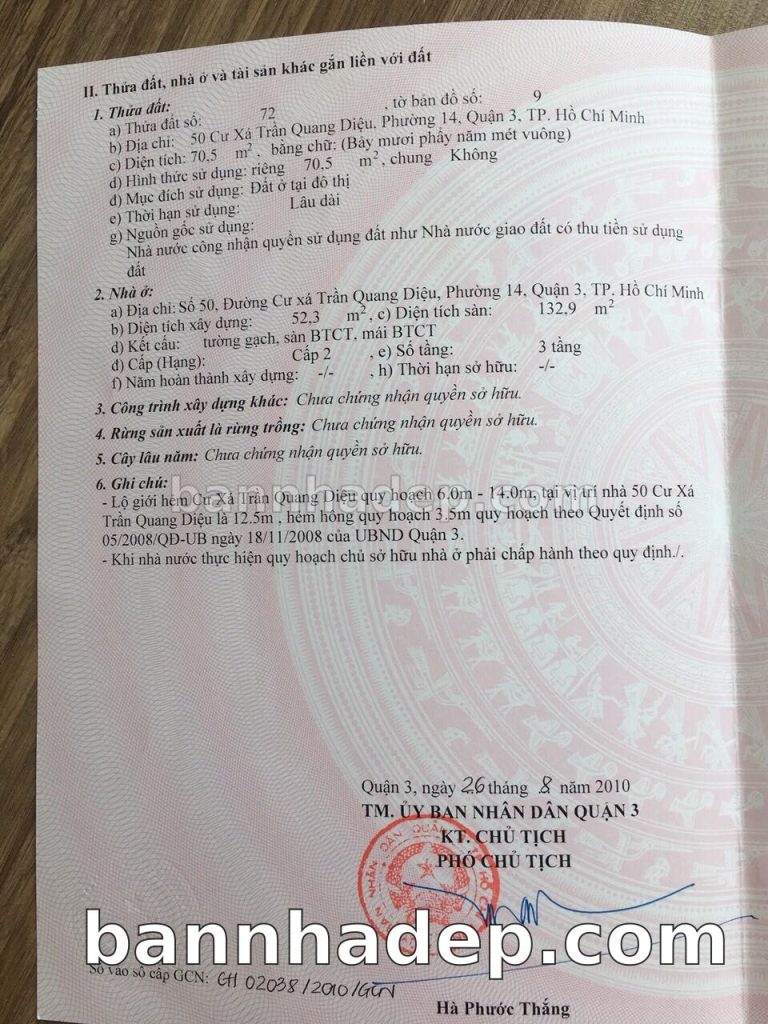 II. Thửa đất, nhà ở và tài sản khác gắn liền với đất
1. Thửa đất:
a) Thửa đất số: 72 , tờ bản đồ số: 9
b) Địa chỉ: 50 Cư Xá Trần Quang Diệu, Phường 14, Quận 3, TP. Hồ Chí Minh
c) Diện tích: 70,5 m², bằng chữ: (Bảy mươi phẩy năm mét vuông)
d) Hình thức sử dụng: riêng 70,5 m², chung Không
đ) Mục đích sử dụng: Đất ở tại đô thị
e) Thời hạn sử dụng: Lâu dài
g) Nguồn gốc sử dụng:
Nhà nước công nhận quyền sử dụng đất như Nhà nước giao đất có thu tiền sử dụng
đất
2. Nhà ở:
a) Địa chỉ: Số 50, Đường Cư xá Trần Quang Diệu, Phường 14, Quận 3, TP. Hồ Chí Minh
b) Diện tích xây dựng: 52,3 m², c) Diện tích sàn: 132,9 m²
d) Kết cấu: tường gạch, sàn BTCT, mái BTCT
đ) Cấp (Hạng): Cấp 2 , e) Số tầng: 3 tầng
f) Năm hoàn thành xây dựng: -/- , h) Thời hạn sở hữu: -/-
3. Công trình xây dựng khác: Chưa chứng nhận quyền sở hữu.
4. Rừng sản xuất là rừng trồng: Chưa chứng nhận quyền sở hữu.
5. Cây lâu năm: Chưa chứng nhận quyền sở hữu.
bannhadep.com
6. Ghi chú:
- Lộ giới hẻm Cư Xá Trần Quang Diệu quy hoạch 6.0m - 14.0m, tại vị trí nhà 50 Cư Xá
Trần Quang Diệu là 12.5m , hẻm hông quy hoạch 3.5m quy hoạch theo Quyết định số
05/2008/QĐ-UB ngày 18/11/2008 của UBND Quận 3.
- Khi nhà nước thực hiện quy hoạch chủ sở hữu nhà ở phải chấp hành theo quy định./.
Quận 3, ngày 26 tháng 8 năm 2010
TM. ỦY BAN NHÂN DÂN QUẬN 3
KT. CHỦ TỊCH
PHÓ CHỦ TỊCH
bannhadep.com
Số vào sổ cấp GCN: CH 02038/2010/GCN
Hà Phước Thắng